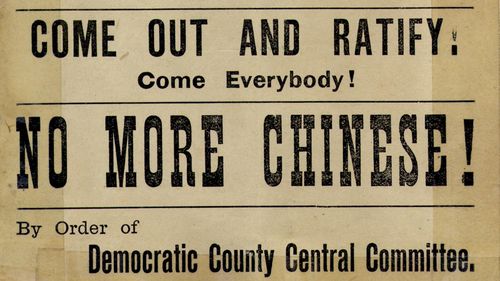 COME OUT AND RATIFY!
Come Everybody!
NO MORE CHINESE!
By Order of
Democratic County Central Committee.